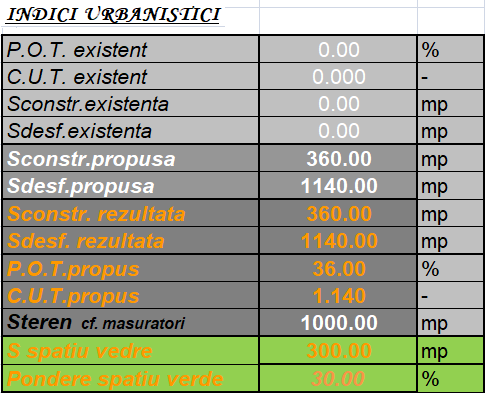 INDICI URBANISTICI
P.O.T. existent 0.00 %
C.U.T. existent 0.000 -
Sconstr.existenta 0.00 mp
Sdesf.existenta 0.00 mp
Sconstr.propusa 360.00 mp
Sdesf.propusa 1140.00 mp
Sconstr. rezultata 360.00 mp
Sdesf. rezultata 1140.00 mp
P.O.T.propus 36.00 %
C.U.T.propus 1.140 -
Steren cf. masuratori 1000.00 mp
S spatiu vedre 300.00 mp
Pondere spatiu verde 30.00 %